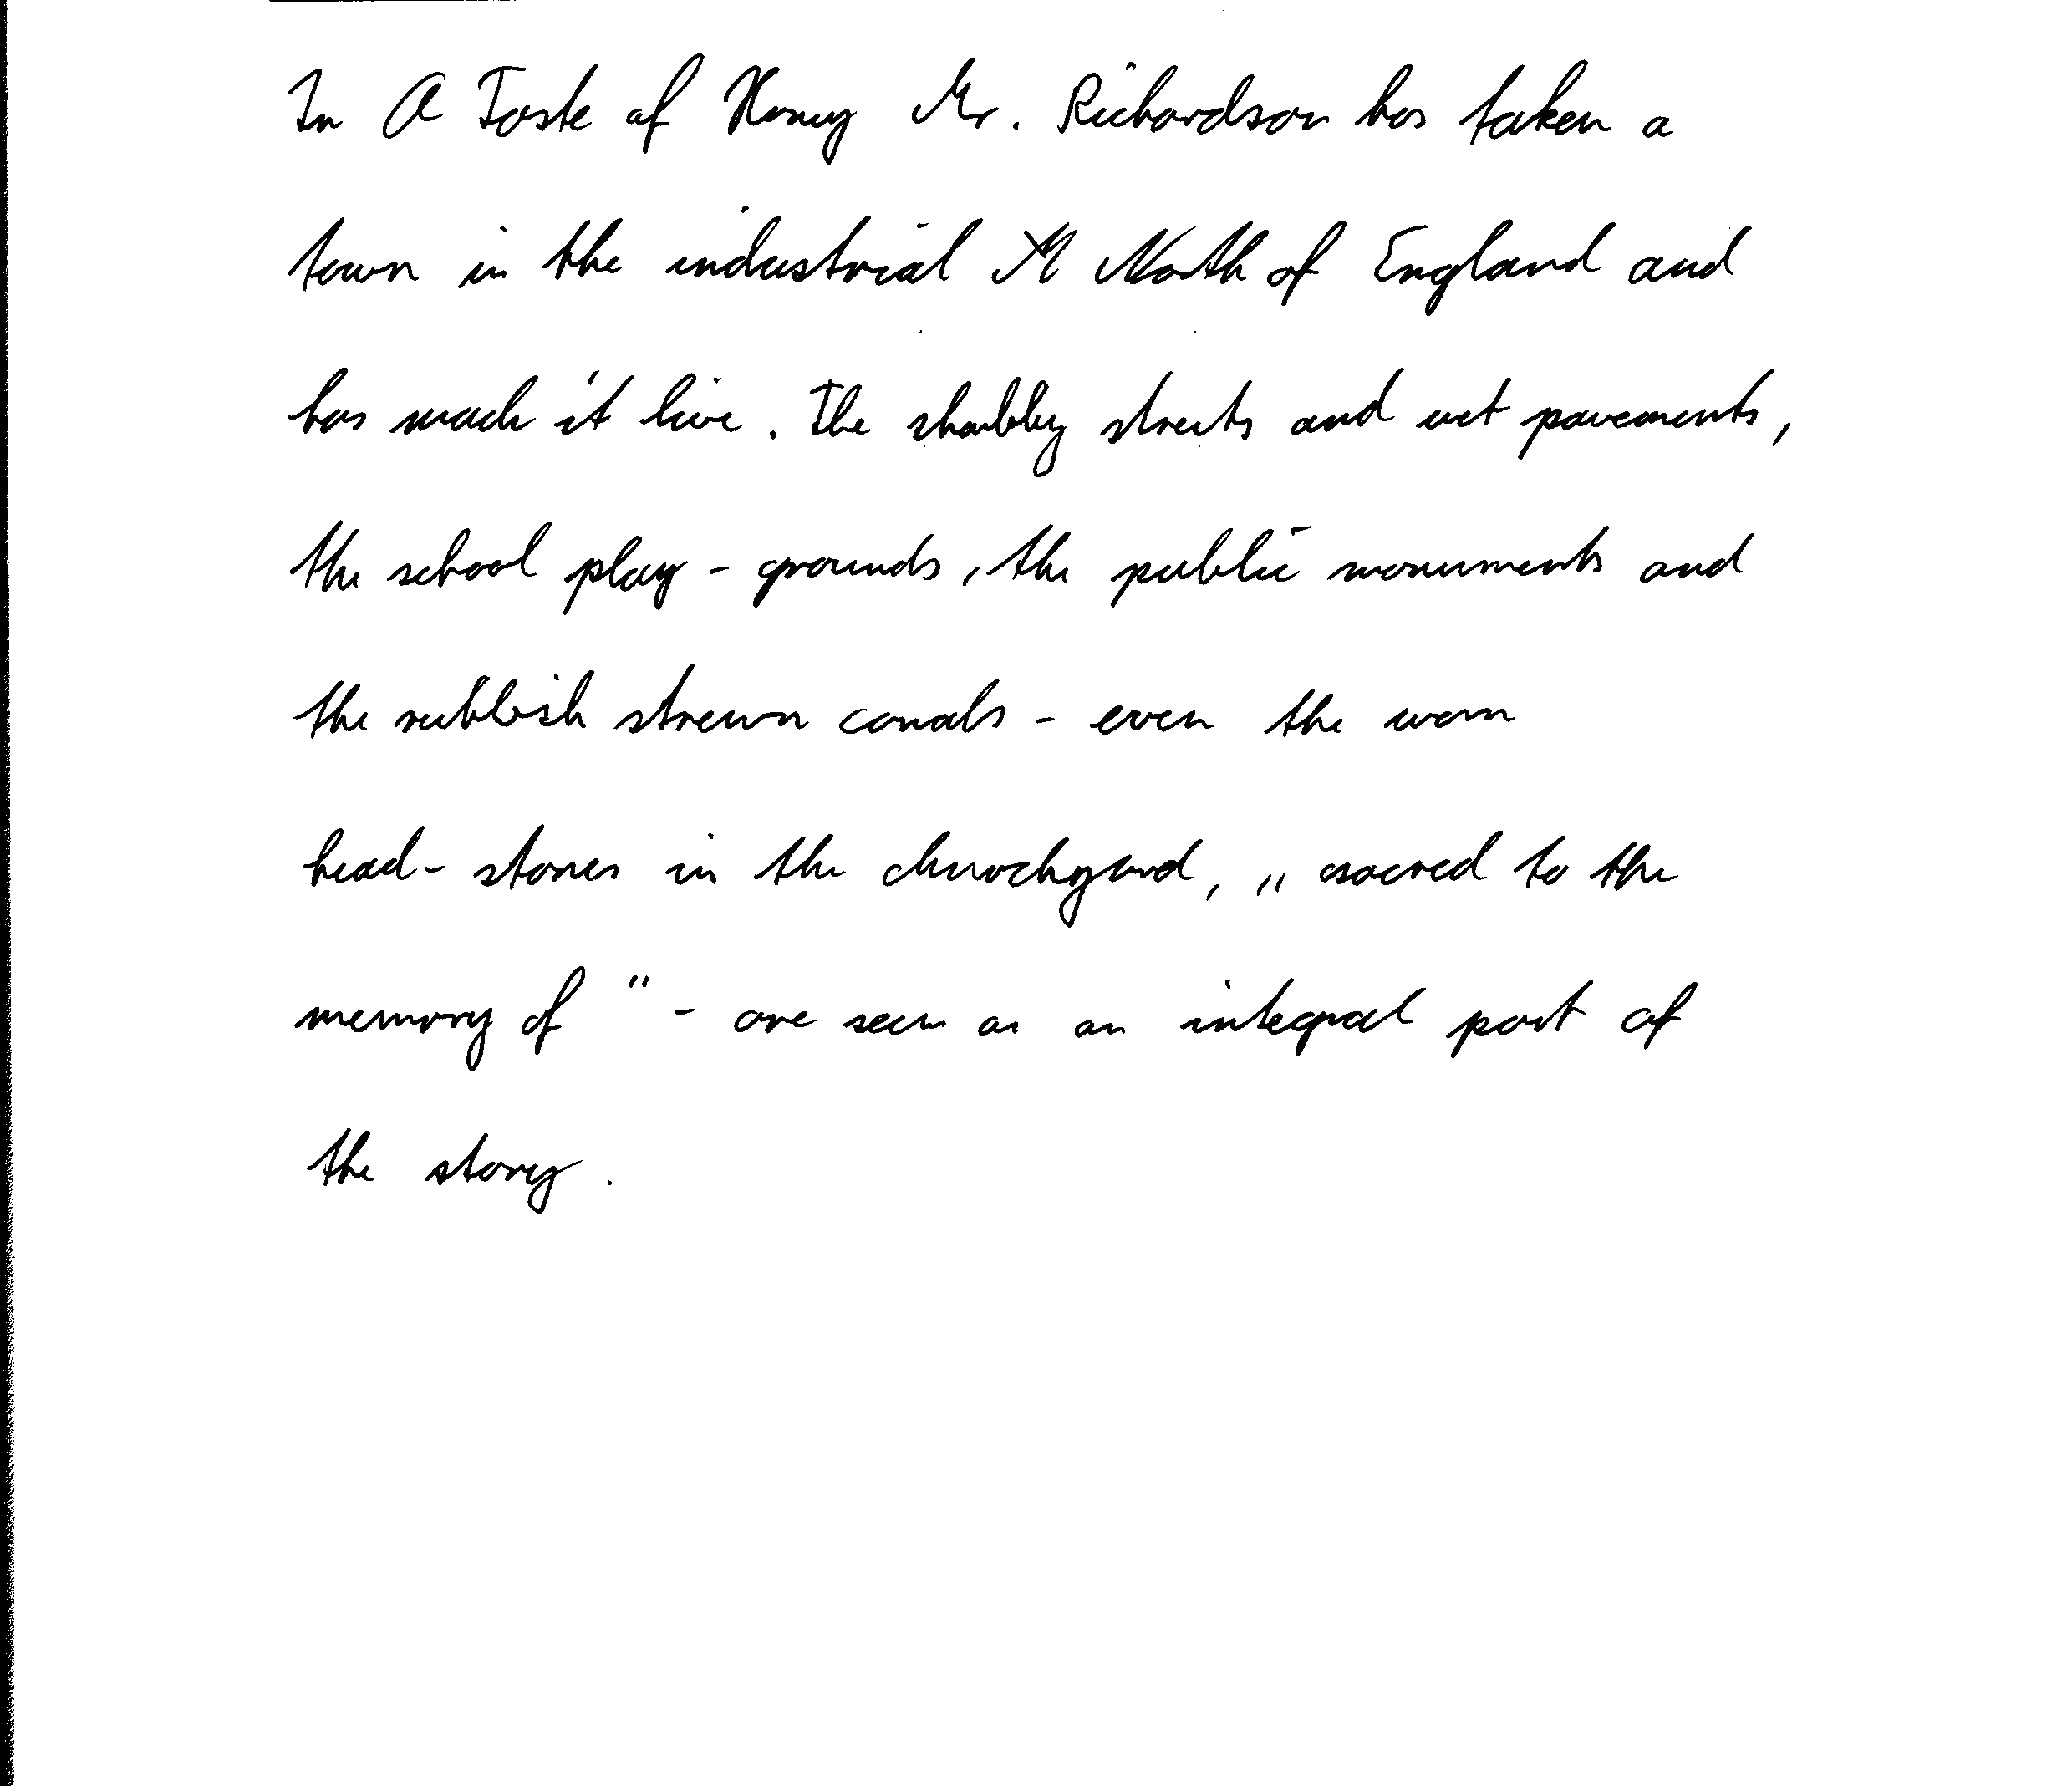 In A Taste of Honey Mr. Richardson has taken a
town in the industrial North of England and
has made it live. The shabby streets and wet pavements,
the school play-grounds, the public monuments and
the rubbish strewn canals - even the worn
head-stones in the churchyard, „sacred to the
memory of" - are seen as an integral part of
the story.